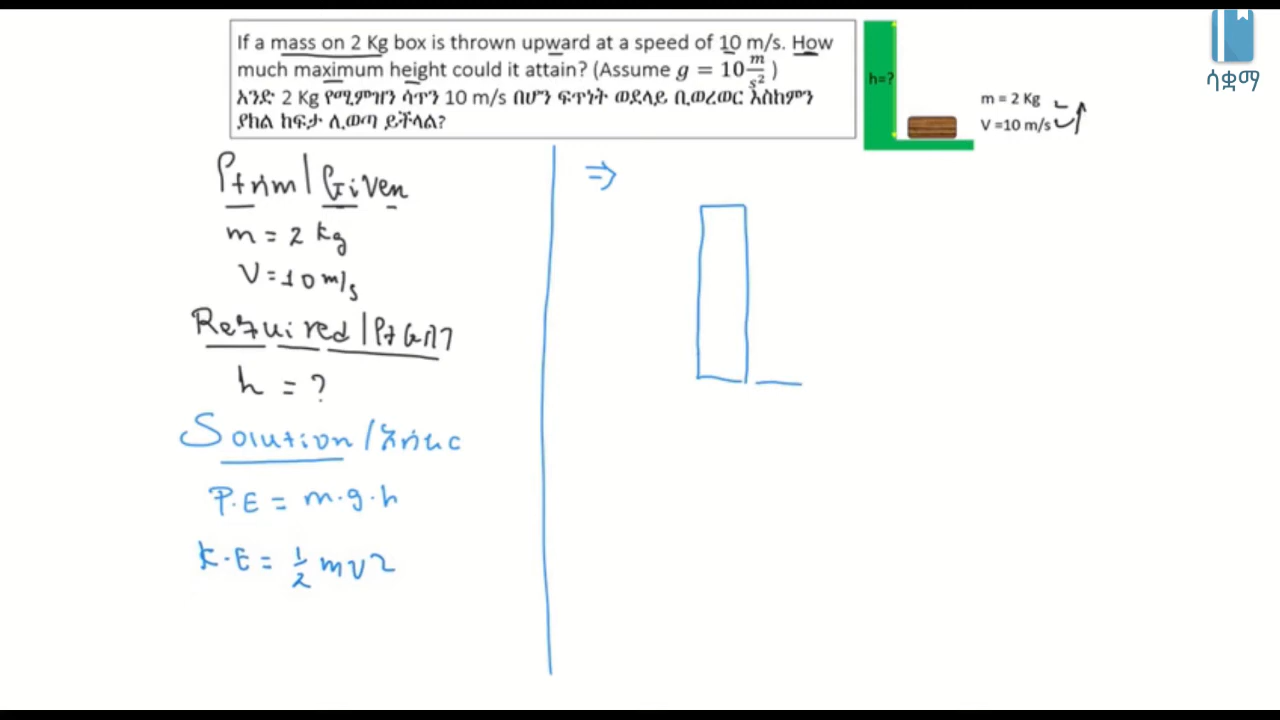 If a mass on 2 Kg box is thrown upward at a speed of 10 m/s. How
much maximum height could it attain? (Assume g = 10 m/s² )
አንድ 2 Kg የሚምዝን ሳጥን 10 m/s በሆን ፍጥነት ወደላይ ቢወረወር እስከምን
ያክል ከፍታ ሊወጣ ይችላል?
h=?
m = 2 Kg
V =10 m/s
ሳቋማ
Given
m = 2 kg
V = 10 m/s
Required /
h = ?
Solution /
P.E = m.g.h
K.E = 1/2 mv2
⇒